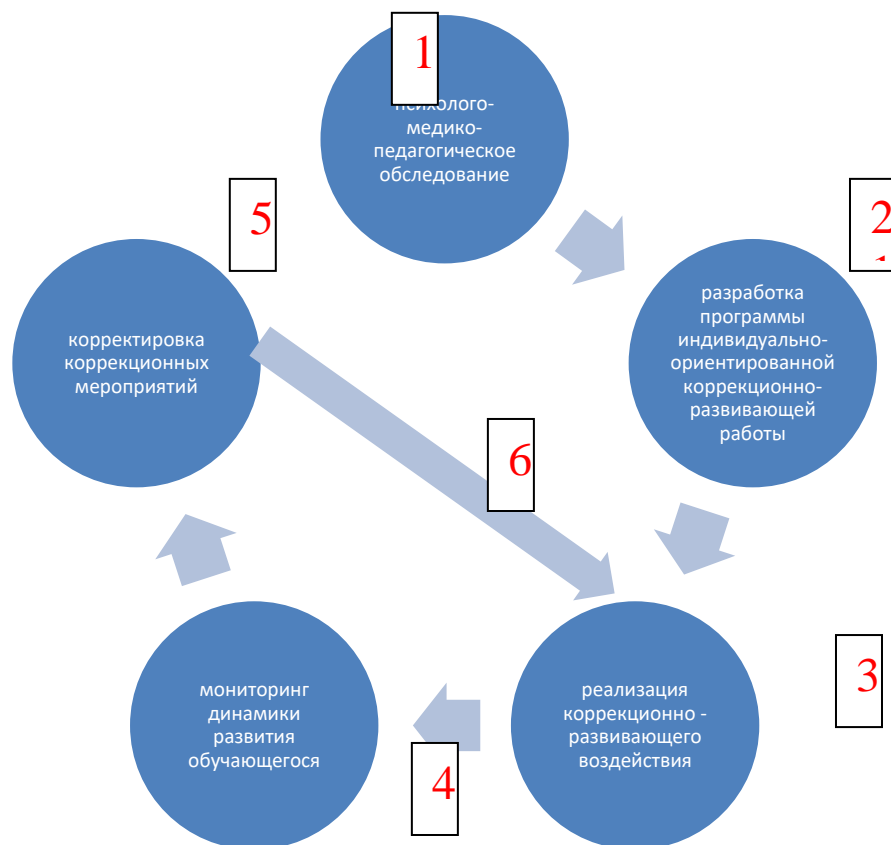 1
психолого-
медико-
педагогическое
обследование
2
разработка
программы
индивидуально-
ориентированной
коррекционно-
развивающей
работы
3
реализация
коррекционно -
развивающего
воздействия
4
мониторинг
динамики
развития
обучающегося
5
корректировка
коррекционных
мероприятий
6